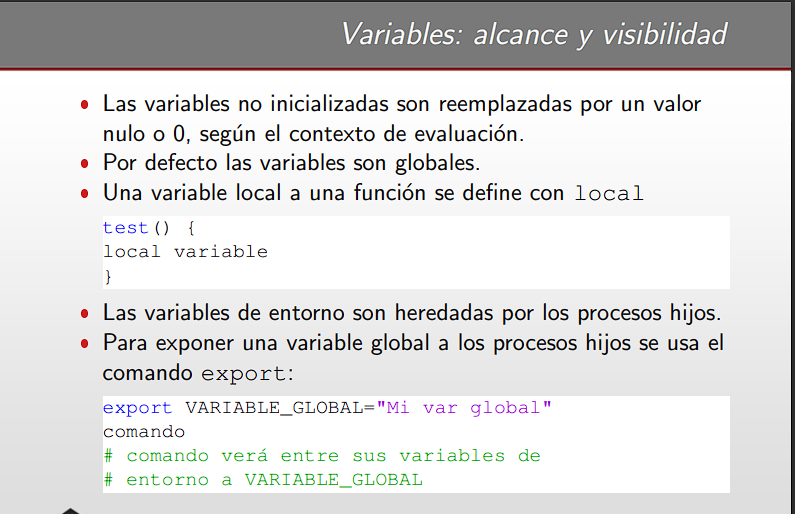 Variables: alcance y visibilidad
• Las variables no inicializadas son reemplazadas por un valor
nulo o 0, según el contexto de evaluación.
• Por defecto las variables son globales.
• Una variable local a una función se define con local
test() {
local variable
}
• Las variables de entorno son heredadas por los procesos hijos.
• Para exponer una variable global a los procesos hijos se usa el
comando export:
export VARIABLE_GLOBAL="Mi var global"
comando
# comando verá entre sus variables de
# entorno a VARIABLE_GLOBAL